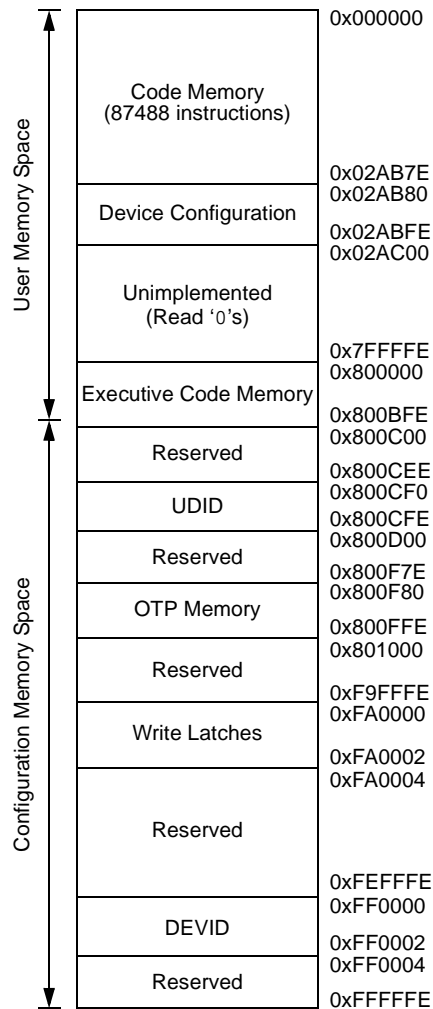 0x000000
User Memory Space
Code Memory
(87488 instructions)
0x02AB7E
0x02AB80
Device Configuration
0x02ABFE
0x02AC00
Unimplemented
(Read ‘0’s)
0x7FFFFE
0x800000
Executive Code Memory
0x800BFE
0x800C00
Configuration Memory Space
Reserved
0x800CEE
0x800CF0
UDID
0x800CFE
0x800D00
Reserved
0x800F7E
0x800F80
OTP Memory
0x800FFE
0x801000
Reserved
0xF9FFFE
0xFA0000
Write Latches
0xFA0002
0xFA0004
Reserved
0xFEFFFE
0xFF0000
DEVID
0xFF0002
0xFF0004
Reserved
0xFFFFFE